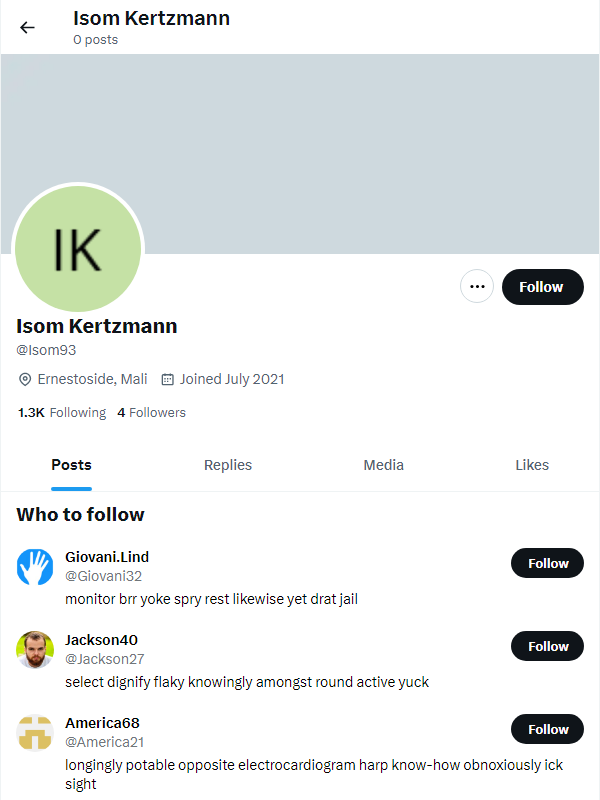 Isom Kertzmann
0 posts
IK
Follow
Isom Kertzmann
@Isom93
Ernestoside, Mali Joined July 2021
1.3K Following 4 Followers
Posts Replies Media Likes
Who to follow
Giovani.Lind
@Giovani32
Follow
monitor brr yoke spry rest likewise yet drat jail
Jackson40
@Jackson27
Follow
select dignify flaky knowingly amongst round active yuck
America68
@America21
Follow
longingly potable opposite electrocardiogram harp know-how obnoxiously ick
sight